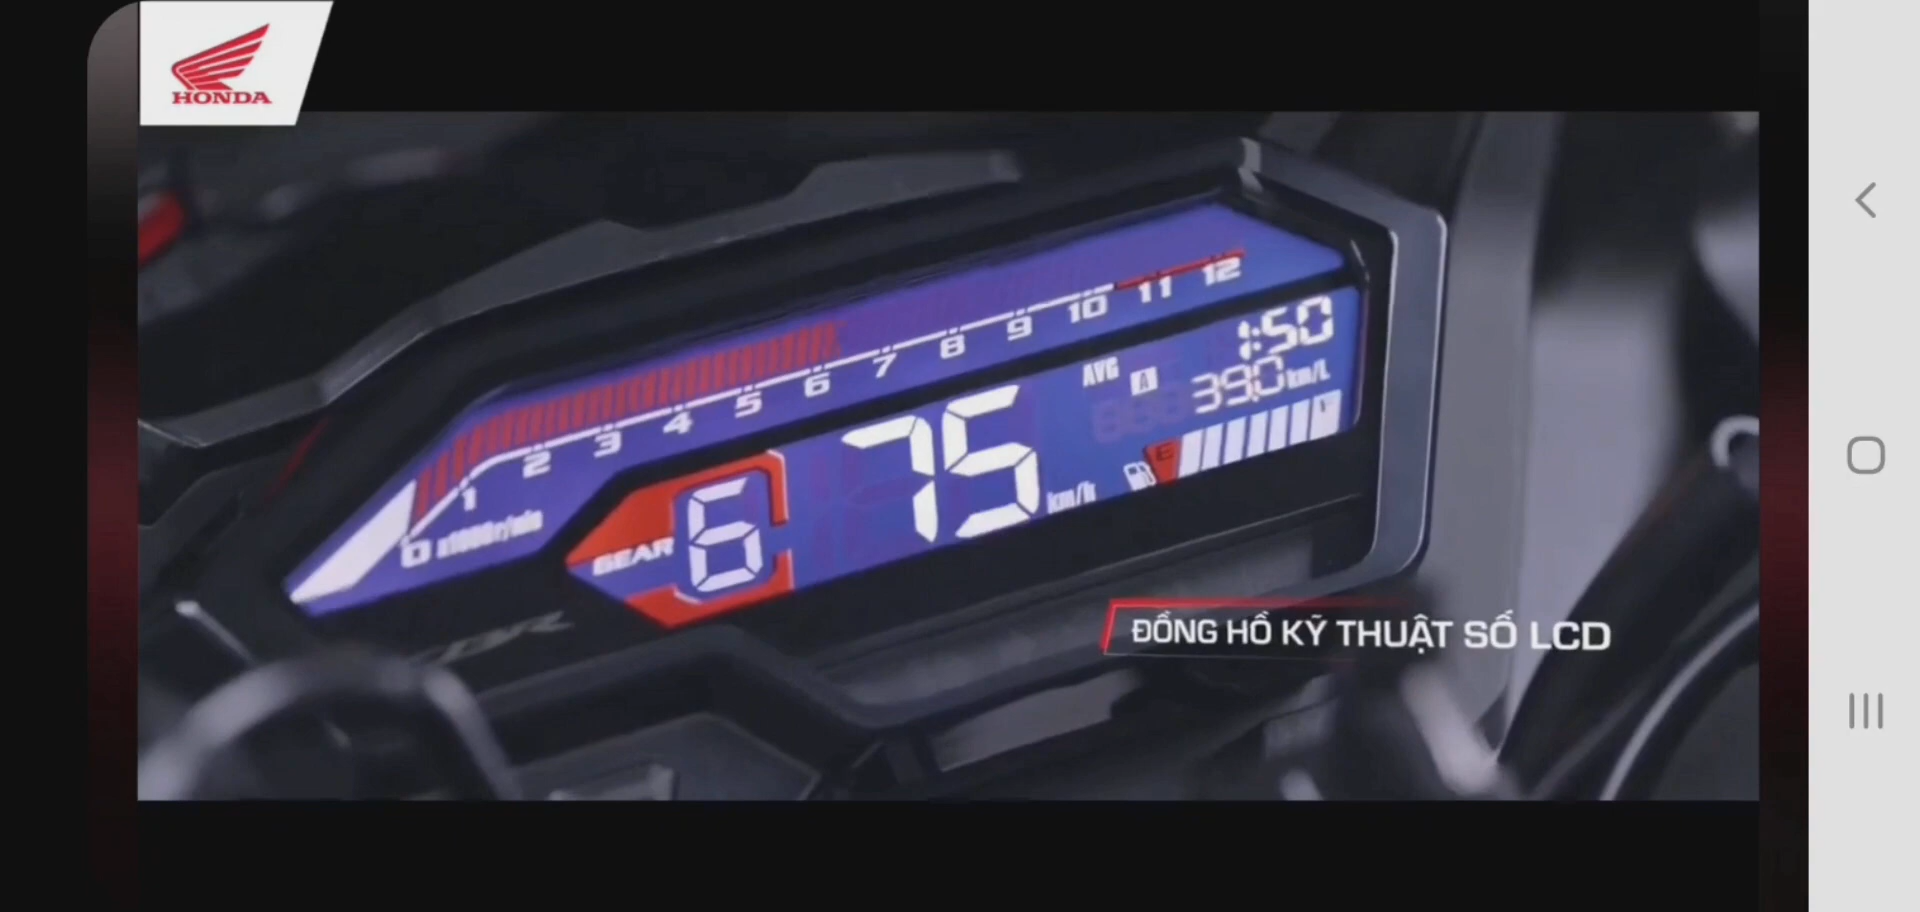 HONDA
0 1 2 3 4 5 6 7 8 9 10 11 12
x1000r/min
1:50
AVG A 39.0 km/L
GEAR 6 75 km/h
E F
ĐỒNG HỒ KỸ THUẬT SỐ LCD
CBR